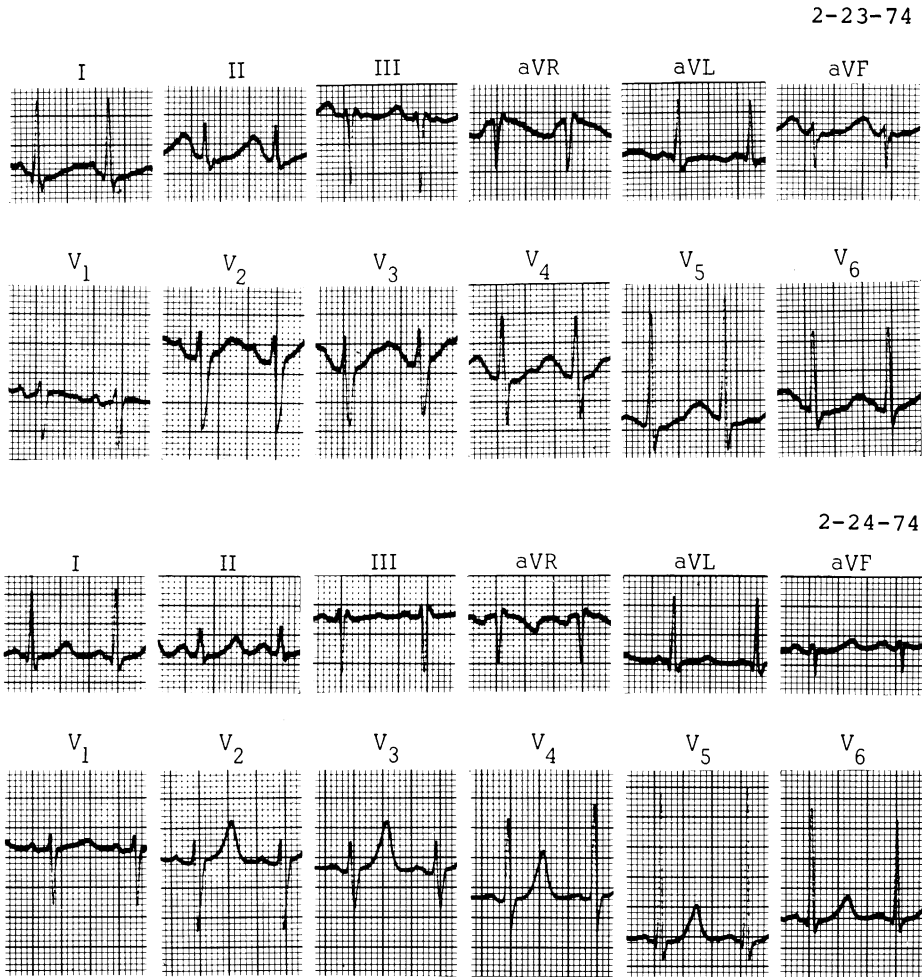 2-23-74
I II III aVR aVL aVF
V1 V2 V3 V4 V5 V6
2-24-74
I II III aVR aVL aVF
V1 V2 V3 V4 V5 V6